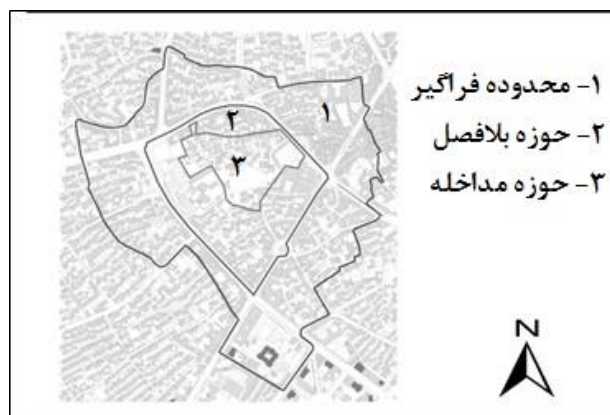 ۱- محدوده فراگیر
۲- حوزه بلافصل
۳- حوزه مداخله
۱
۲
۳
N